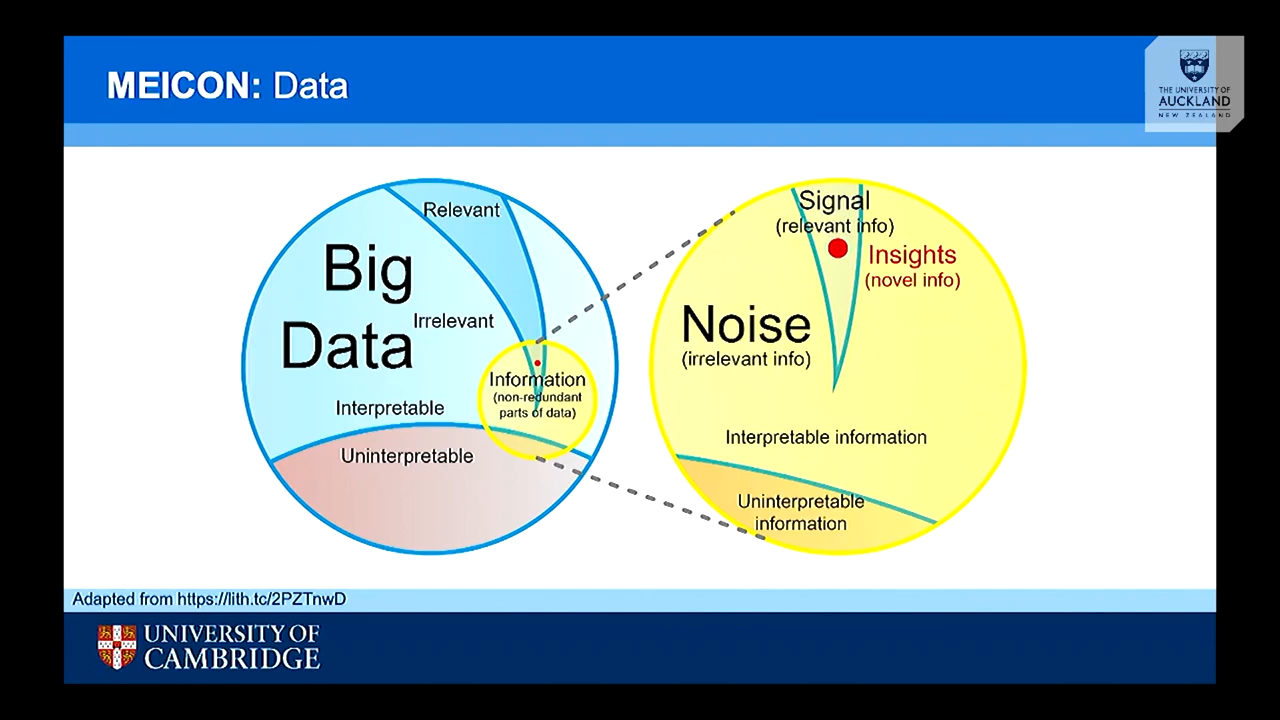 MEICON: Data
THE UNIVERSITY OF
AUCKLAND
NEW ZEALAND
Relevant
Big
Data
Irrelevant
Information
(non-redundant
parts of data)
Interpretable
Uninterpretable
Signal
(relevant info)
Insights
(novel info)
Noise
(irrelevant info)
Interpretable information
Uninterpretable
information
Adapted from https://lith.tc/2PZTnwD
UNIVERSITY OF
CAMBRIDGE